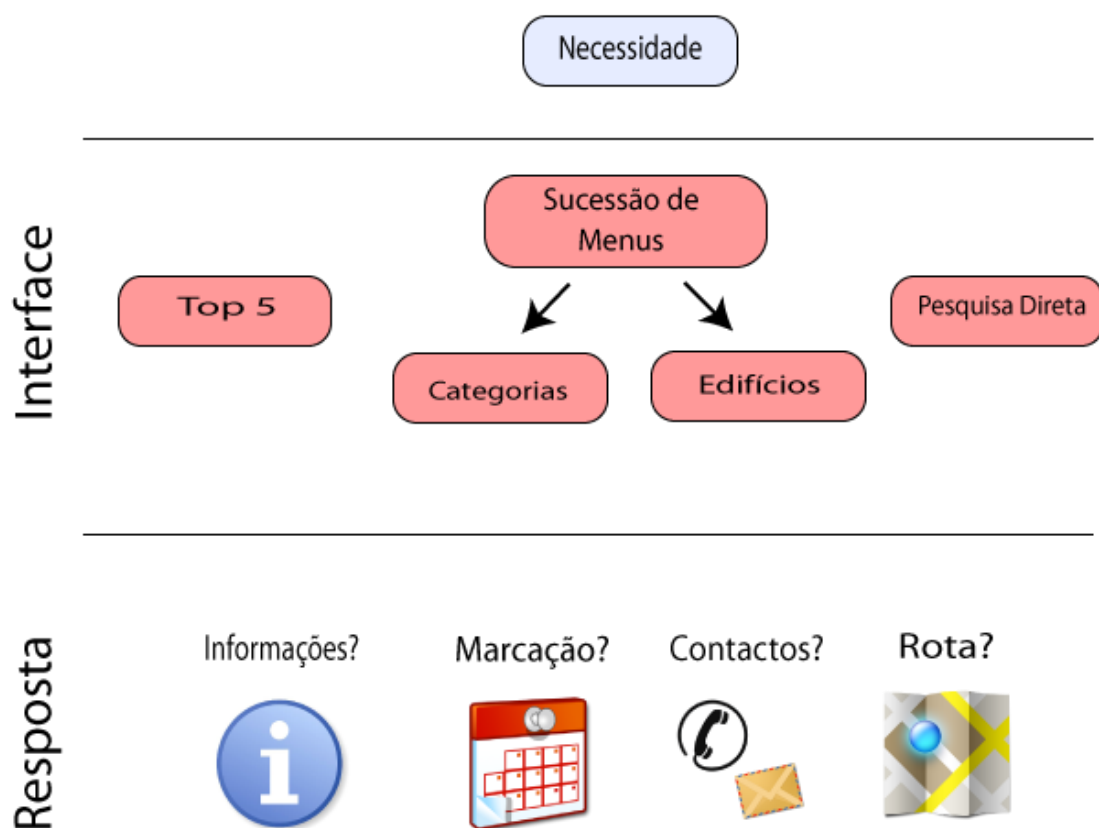 Necessidade
Interface
Sucessão de
Menus
Top 5
Pesquisa Direta
Categorias
Edifícios
Resposta
Informações?
Marcação?
Contactos?
Rota?